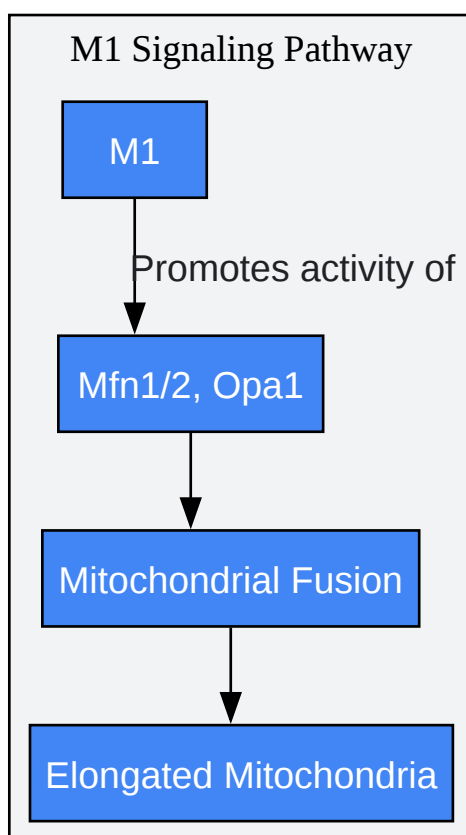 M1 Signaling Pathway
M1
Promotes activity of
Mfn1/2, Opa1
Mitochondrial Fusion
Elongated Mitochondria